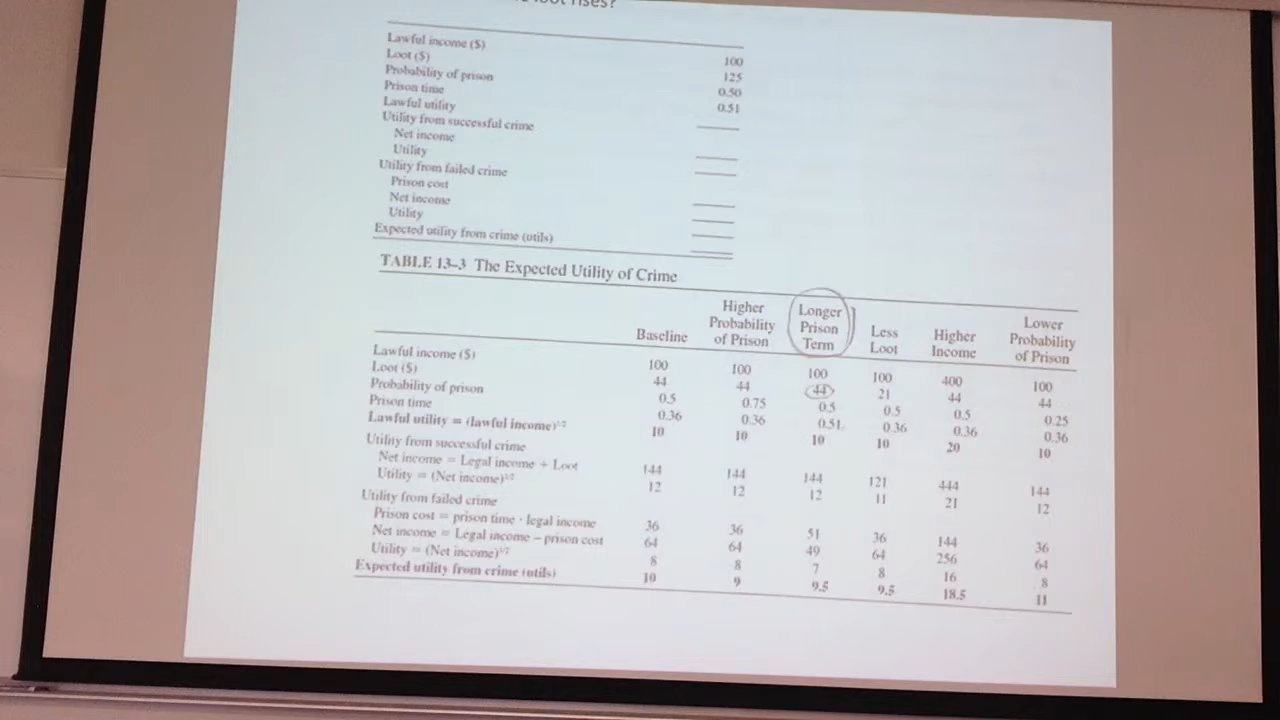 loot rises?
Lawful income ($) 100
Loot ($) 125
Probability of prison 0.50
Prison time 0.51
Lawful utility
Utility from successful crime
Net income
Utility
Utility from failed crime
Prison cost
Net income
Utility
Expected utility from crime (utils)
TABLE 13–3 The Expected Utility of Crime
Baseline Higher Probability of Prison Longer Prison Term Less Loot Higher Income Lower Probability of Prison
Lawful income ($) 100 100 100 100 400 100
Loot ($) 44 44 44 21 44 44
Probability of prison 0.5 0.75 0.5 0.5 0.5 0.25
Prison time 0.36 0.36 0.51 0.36 0.36 0.36
Lawful utility = (lawful income)^1/2 10 10 10 10 20 10
Utility from successful crime
Net income = Legal income + Loot 144 144 144 121 444 144
Utility = (Net income)^1/2 12 12 12 11 21 12
Utility from failed crime
Prison cost = prison time · legal income 36 36 51 36 144 36
Net income = Legal income – prison cost 64 64 49 64 256 64
Utility = (Net income)^1/2 8 8 7 8 16 8
Expected utility from crime (utils) 10 9 9.5 9.5 18.5 11